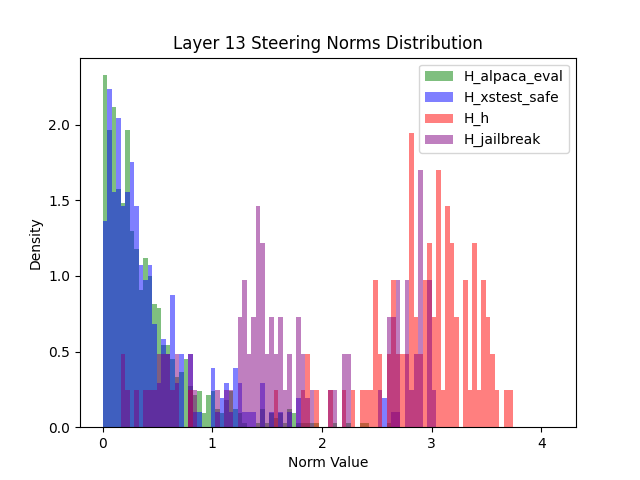 Layer 13 Steering Norms Distribution
H_alpaca_eval
H_xstest_safe
H_h
H_jailbreak
Density
2.0
1.5
1.0
0.5
0.0
0 1 2 3 4
Norm Value